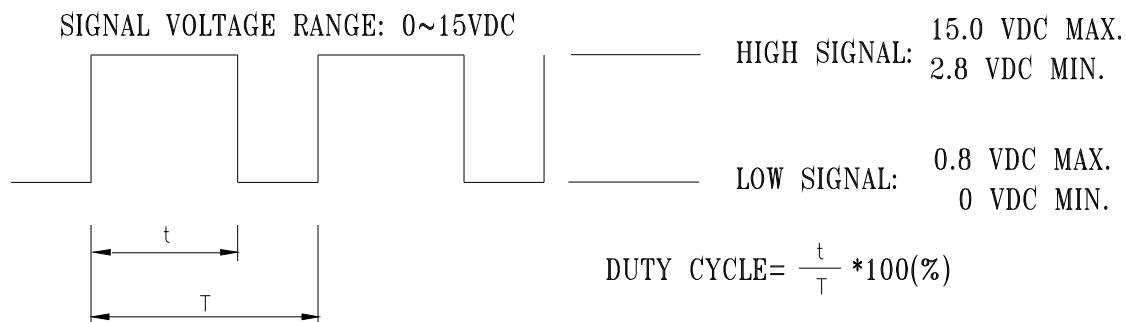 SIGNAL VOLTAGE RANGE: 0~15VDC
HIGH SIGNAL: 15.0 VDC MAX.
2.8 VDC MIN.
LOW SIGNAL: 0.8 VDC MAX.
0 VDC MIN.
t
T
DUTY CYCLE= t/T *100(%)